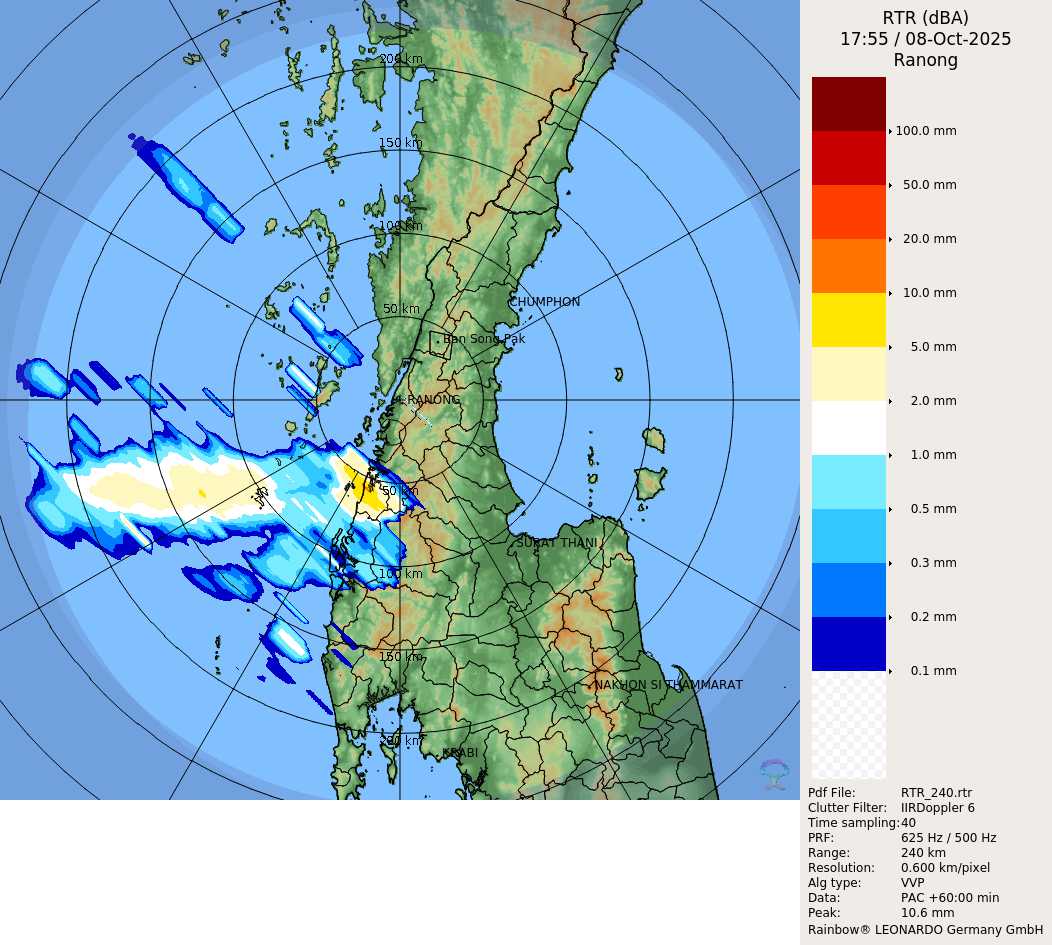 RTR (dBA)
17:55 / 08-Oct-2025
Ranong
100.0 mm
50.0 mm
20.0 mm
10.0 mm
5.0 mm
2.0 mm
1.0 mm
0.5 mm
0.3 mm
0.2 mm
0.1 mm
200 km
150 km
100 km
50 km
CHUMPHON
Ban Song Pak
RANONG
50 km
SURAT THANI
100 km
150 km
NAKHON SI THAMMARAT
200 km
KRABI
Pdf File: RTR_240.rtr
Clutter Filter: IIRDoppler 6
Time sampling: 40
PRF: 625 Hz / 500 Hz
Range: 240 km
Resolution: 0.600 km/pixel
Alg type: VVP
Data: PAC +60:00 min
Peak: 10.6 mm
Rainbow® LEONARDO Germany GmbH